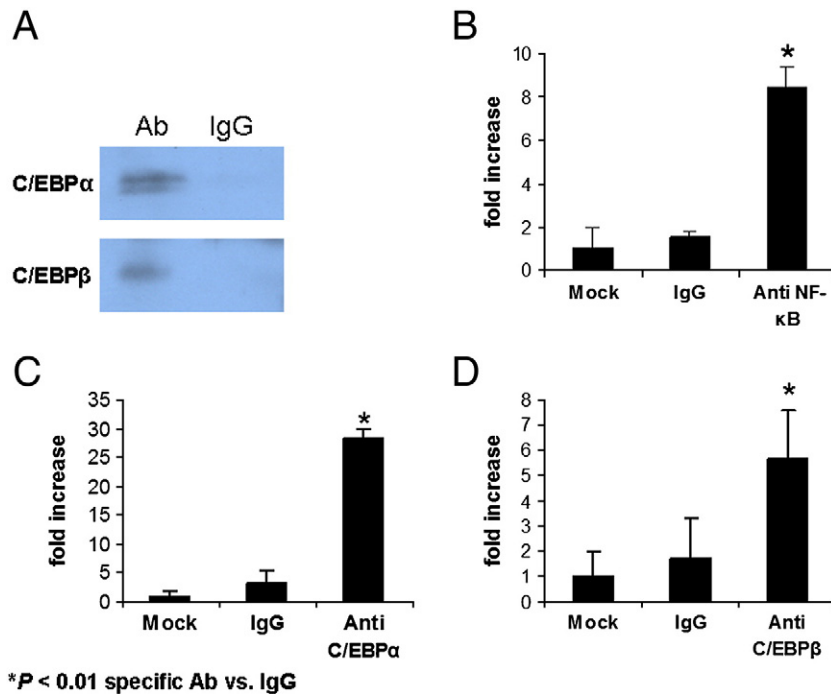 A
Ab IgG
C/EBPα
C/EBPβ
B
fold increase
10
8
6
4
2
0
*
Mock IgG Anti NF-
κB
C
fold increase
35
30
25
20
15
10
5
0
*
Mock IgG Anti
C/EBPα
D
fold increase
8
7
6
5
4
3
2
1
0
*
Mock IgG Anti
C/EBPβ
*P < 0.01 specific Ab vs. IgG